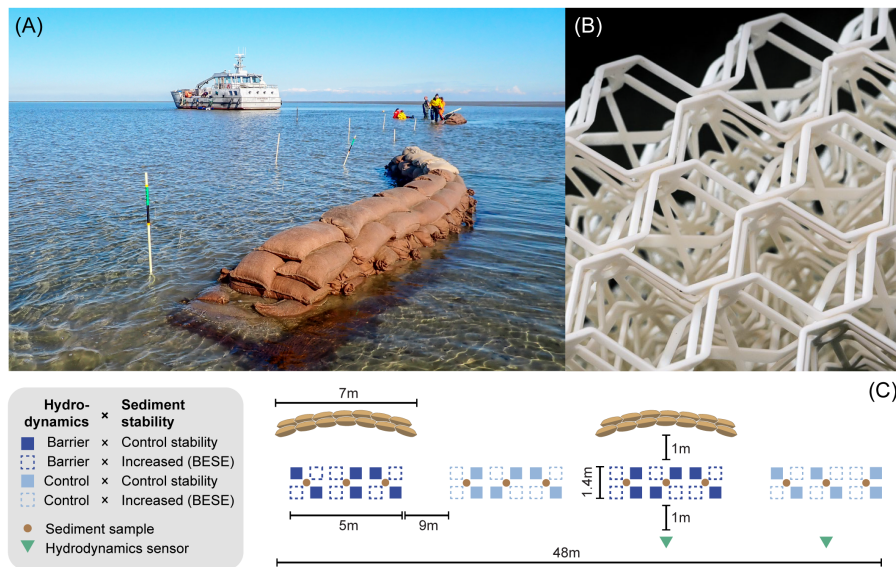 (A)
(B)
(C)
Hydro-
dynamics × Sediment
stability
Barrier × Control stability
Barrier × Increased (BESE)
Control × Control stability
Control × Increased (BESE)
Sediment sample
Hydrodynamics sensor
7m
1m
1.4m
5m
9m
1m
48m